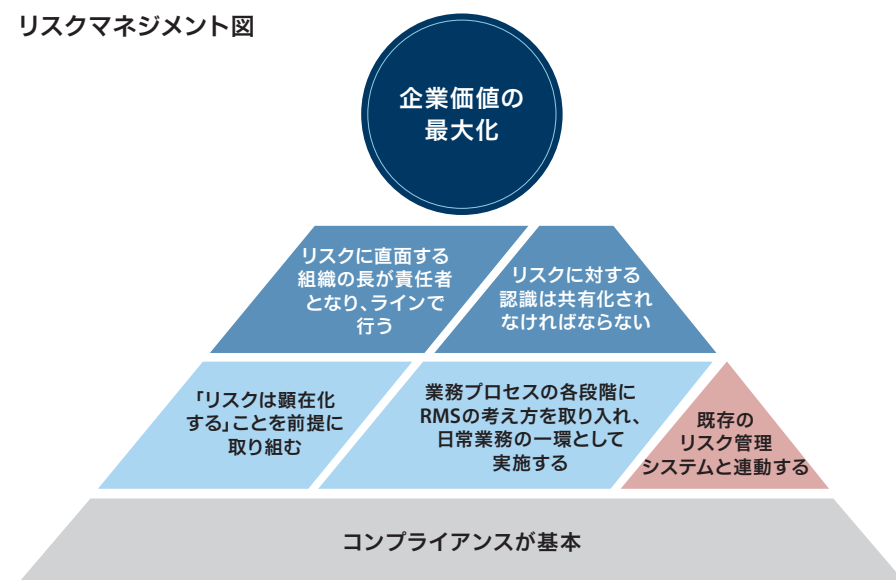 リスクマネジメント図
企業価値の
最大化
リスクに直面する
組織の長が責任者
となり、ラインで
行う
リスクに対する
認識は共有化され
なければならない
「リスクは顕在化
する」ことを前提に
取り組む
業務プロセスの各段階に
RMSの考え方を取り入れ、
日常業務の一環として
実施する
既存の
リスク管理
システムと連動する
コンプライアンスが基本